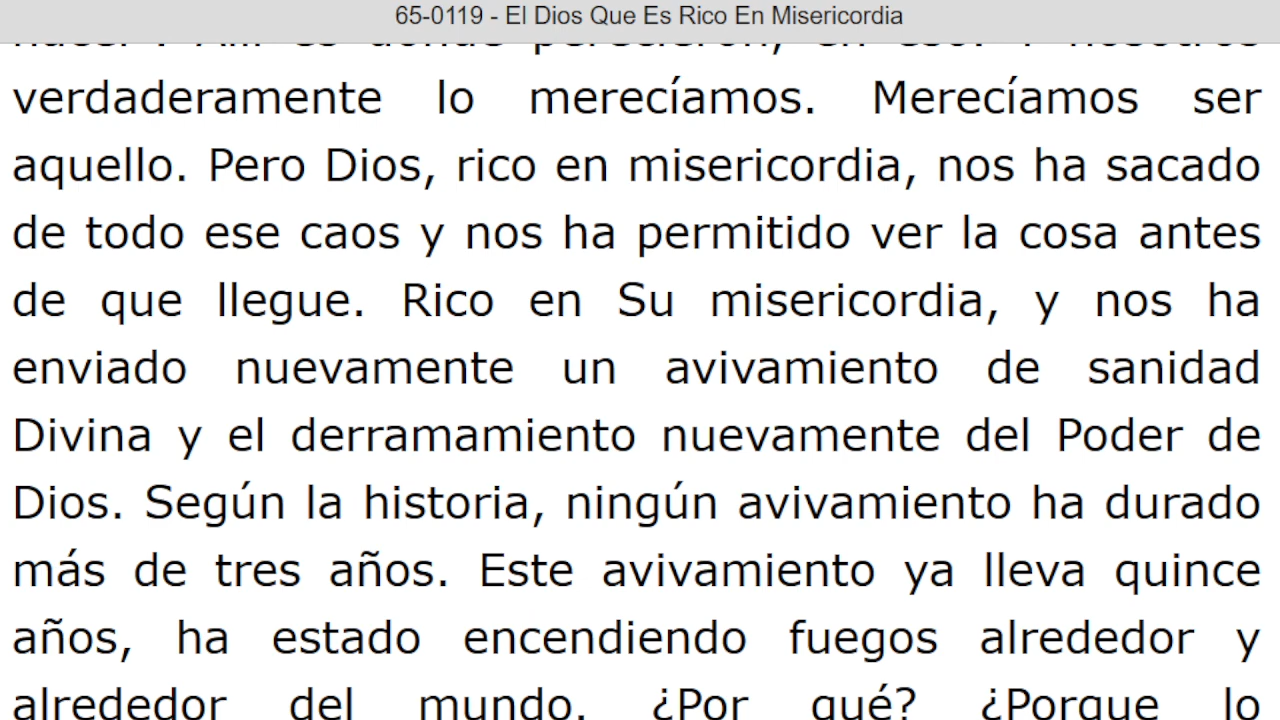 65-0119 - El Dios Que Es Rico En Misericordia
verdaderamente lo merecíamos. Merecíamos ser
aquello. Pero Dios, rico en misericordia, nos ha sacado
de todo ese caos y nos ha permitido ver la cosa antes
de que llegue. Rico en Su misericordia, y nos ha
enviado nuevamente un avivamiento de sanidad
Divina y el derramamiento nuevamente del Poder de
Dios. Según la historia, ningún avivamiento ha durado
más de tres años. Este avivamiento ya lleva quince
años, ha estado encendiendo fuegos alrededor y
alrededor del mundo. ¿Por qué? ¿Porque lo